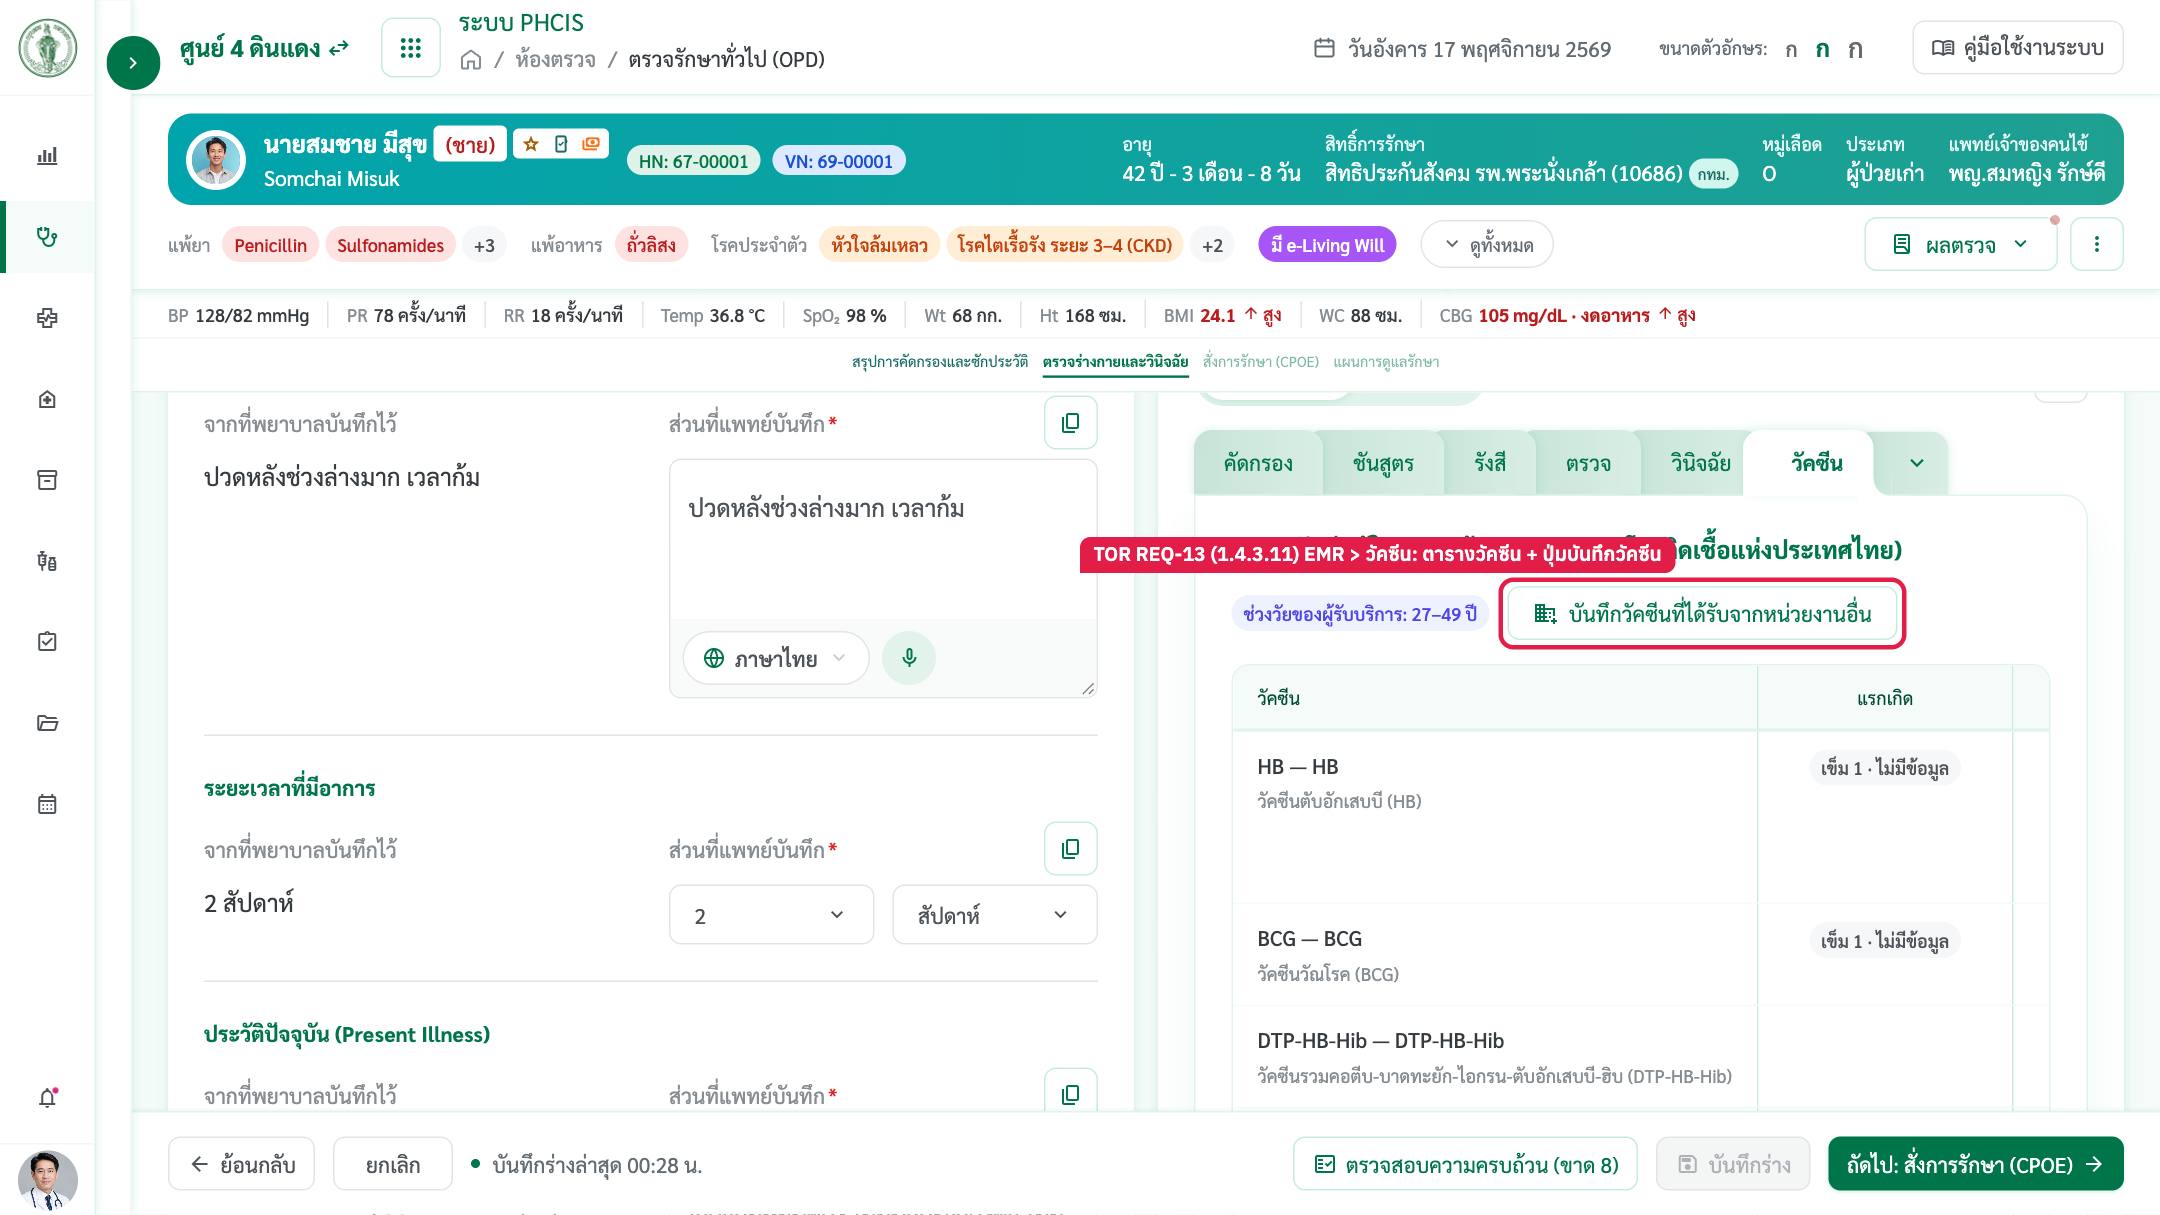 ศูนย์ 4 ดินแดง
ระบบ PHCIS
/ ห้องตรวจ / ตรวจรักษาทั่วไป (OPD)
วันอังคาร 17 พฤศจิกายน 2569
ขนาดตัวอักษร: ก ก ก
คู่มือใช้งานระบบ
นายสมชาย มีสุข (ชาย)
Somchai Misuk
HN: 67-00001
VN: 69-00001
อายุ
42 ปี - 3 เดือน - 8 วัน
สิทธิ์การรักษา
สิทธิประกันสังคม รพ.พระนั่งเกล้า (10686) กทม.
หมู่เลือด
O
ประเภท
ผู้ป่วยเก่า
แพทย์เจ้าของคนไข้
พญ.สมหญิง รักษ์ดี
แพ้ยา Penicillin Sulfonamides +3 แพ้อาหาร ถั่วลิสง โรคประจำตัว หัวใจล้มเหลว โรคไตเรื้อรัง ระยะ 3–4 (CKD) +2 มี e-Living Will ดูทั้งหมด
ผลตรวจ
BP 128/82 mmHg PR 78 ครั้ง/นาที RR 18 ครั้ง/นาที Temp 36.8 °C SpO₂ 98 % Wt 68 กก. Ht 168 ซม. BMI 24.1 ↑ สูง WC 88 ซม. CBG 105 mg/dL · งดอาหาร ↑ สูง
สรุปการคัดกรองและซักประวัติ ตรวจร่างกายและวินิจฉัย สั่งการรักษา (CPOE) แผนการดูแลรักษา
จากที่พยาบาลบันทึกไว้
ปวดหลังช่วงล่างมาก เวลาก้ม
ส่วนที่แพทย์บันทึก*
ปวดหลังช่วงล่างมาก เวลาก้ม
ภาษาไทย
ระยะเวลาที่มีอาการ
จากที่พยาบาลบันทึกไว้
2 สัปดาห์
ส่วนที่แพทย์บันทึก*
2
สัปดาห์
ประวัติปัจจุบัน (Present Illness)
จากที่พยาบาลบันทึกไว้
ส่วนที่แพทย์บันทึก*
คัดกรอง ชันสูตร รังสี ตรวจ วินิจฉัย วัคซีน
TOR REQ-13 (1.4.3.11) EMR > วัคซีน: ตารางวัคซีน + ปุ่มบันทึกวัคซีน
ติดเชื้อแห่งประเทศไทย)
ช่วงวัยของผู้รับบริการ: 27–49 ปี
บันทึกวัคซีนที่ได้รับจากหน่วยงานอื่น
วัคซีน แรกเกิด
HB — HB
วัคซีนตับอักเสบบี (HB)
เข็ม 1 · ไม่มีข้อมูล
BCG — BCG
วัคซีนวัณโรค (BCG)
เข็ม 1 · ไม่มีข้อมูล
DTP-HB-Hib — DTP-HB-Hib
วัคซีนรวมคอตีบ-บาดทะยัก-ไอกรน-ตับอักเสบบี-ฮิบ (DTP-HB-Hib)
ย้อนกลับ
ยกเลิก
บันทึกร่างล่าสุด 00:28 น.
ตรวจสอบความครบถ้วน (ขาด 8)
บันทึกร่าง
ถัดไป: สั่งการรักษา (CPOE)